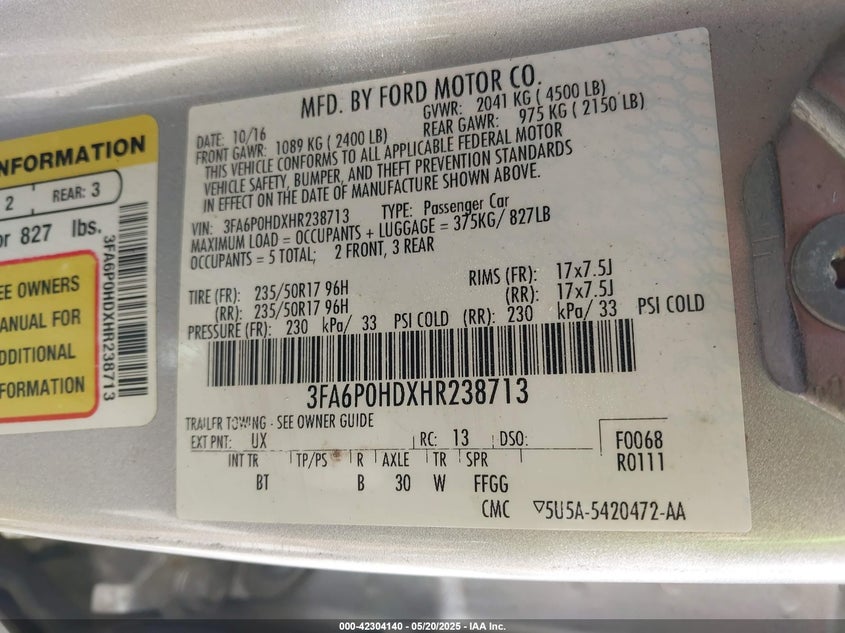 NFORMATION
2 REAR: 3
or 827 lbs.
EE OWNERS
ANUAL FOR
DDITIONAL
NFORMATION
3FA6P0HDXHR238713
MFD. BY FORD MOTOR CO.
DATE: 10/16 GVWR: 2041 KG ( 4500 LB)
FRONT GAWR: 1089 KG ( 2400 LB) REAR GAWR: 975 KG ( 2150 LB)
THIS VEHICLE CONFORMS TO ALL APPLICABLE FEDERAL MOTOR
VEHICLE SAFETY, BUMPER, AND THEFT PREVENTION STANDARDS
IN EFFECT ON THE DATE OF MANUFACTURE SHOWN ABOVE.
VIN: 3FA6P0HDXHR238713 TYPE: Passenger Car
MAXIMUM LOAD = OCCUPANTS + LUGGAGE = 375KG/ 827LB
OCCUPANTS = 5 TOTAL; 2 FRONT, 3 REAR
TIRE (FR): 235/50R17 96H RIMS (FR): 17x7.5J
(RR): 235/50R17 96H (RR): 17x7.5J
PRESSURE (FR): 230 kPa/ 33 PSI COLD (RR): 230 kPa/ 33 PSI COLD
3FA6P0HDXHR238713
TRAILER TOWING - SEE OWNER GUIDE
EXT PNT: UX RC: 13 DSO: F0068
INT TR TP/PS R AXLE TR SPR R0111
BT B 30 W FFGG
CMC ▽5U5A-5420472-AA
000-42304140 - 05/20/2025 - IAA Inc.